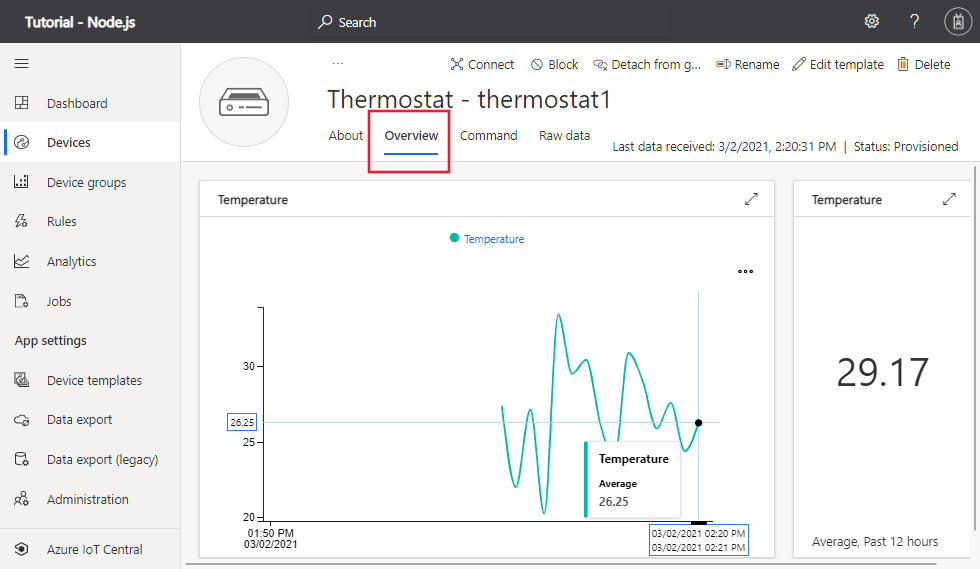 Tutorial - Node.js
Search
?
Dashboard
Devices
Device groups
Rules
Analytics
Jobs
App settings
Device templates
Data export
Data export (legacy)
Administration
Azure IoT Central
...
Connect
Block
Detach from g...
Rename
Edit template
Delete
Thermostat - thermostat1
About
Overview
Command
Raw data
Last data received: 3/2/2021, 2:20:31 PM | Status: Provisioned
Temperature
Temperature
30
26.25
25
20
01:50 PM
03/02/2021
Temperature
Average
26.25
03/02/2021 02:20 PM
03/02/2021 02:21 PM
Temperature
29.17
Average, Past 12 hours